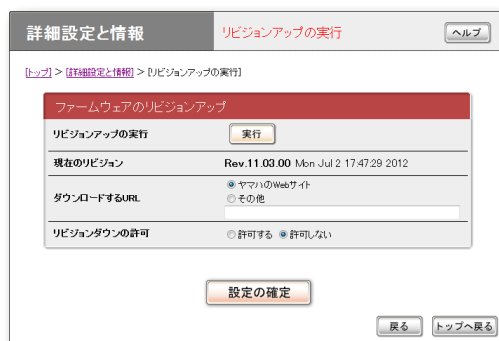 詳細設定と情報
リビジョンアップの実行
ヘルプ
[トップ] > [詳細設定と情報] > [リビジョンアップの実行]
ファームウェアのリビジョンアップ
リビジョンアップの実行
実行
現在のリビジョン
Rev.11.03.00 Mon Jul 2 17:47:29 2012
ダウンロードするURL
ヤマハのWebサイト
その他
リビジョンダウンの許可
許可する 許可しない
設定の確定
戻る
トップへ戻る